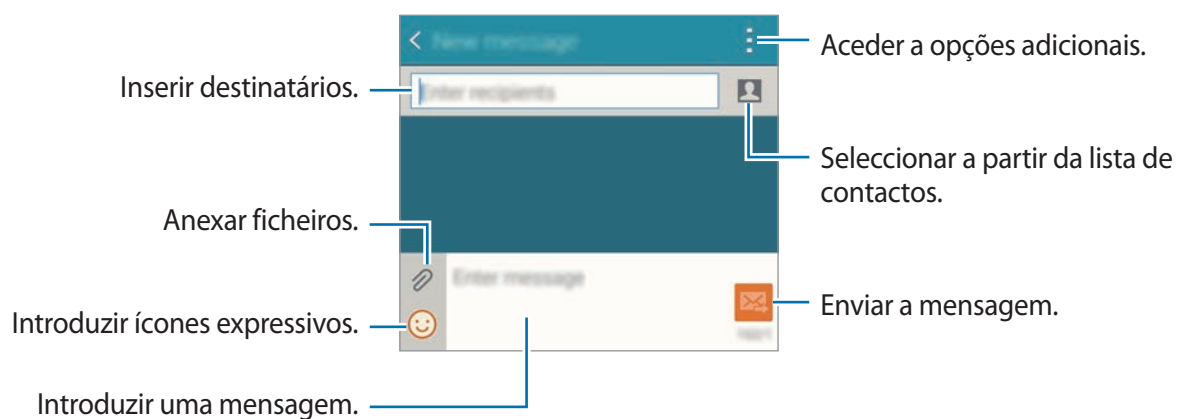 New message
Aceder a opções adicionais.
Inserir destinatários.
Enter recipients
Seleccionar a partir da lista de
contactos.
Anexar ficheiros.
Enter message
Enviar a mensagem.
Introduzir ícones expressivos.
Introduzir uma mensagem.